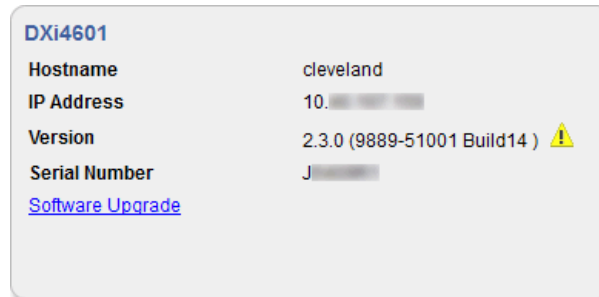 DXi4601
Hostname cleveland
IP Address 10.
Version 2.3.0 (9889-51001 Build14 )
Serial Number J
Software Upgrade